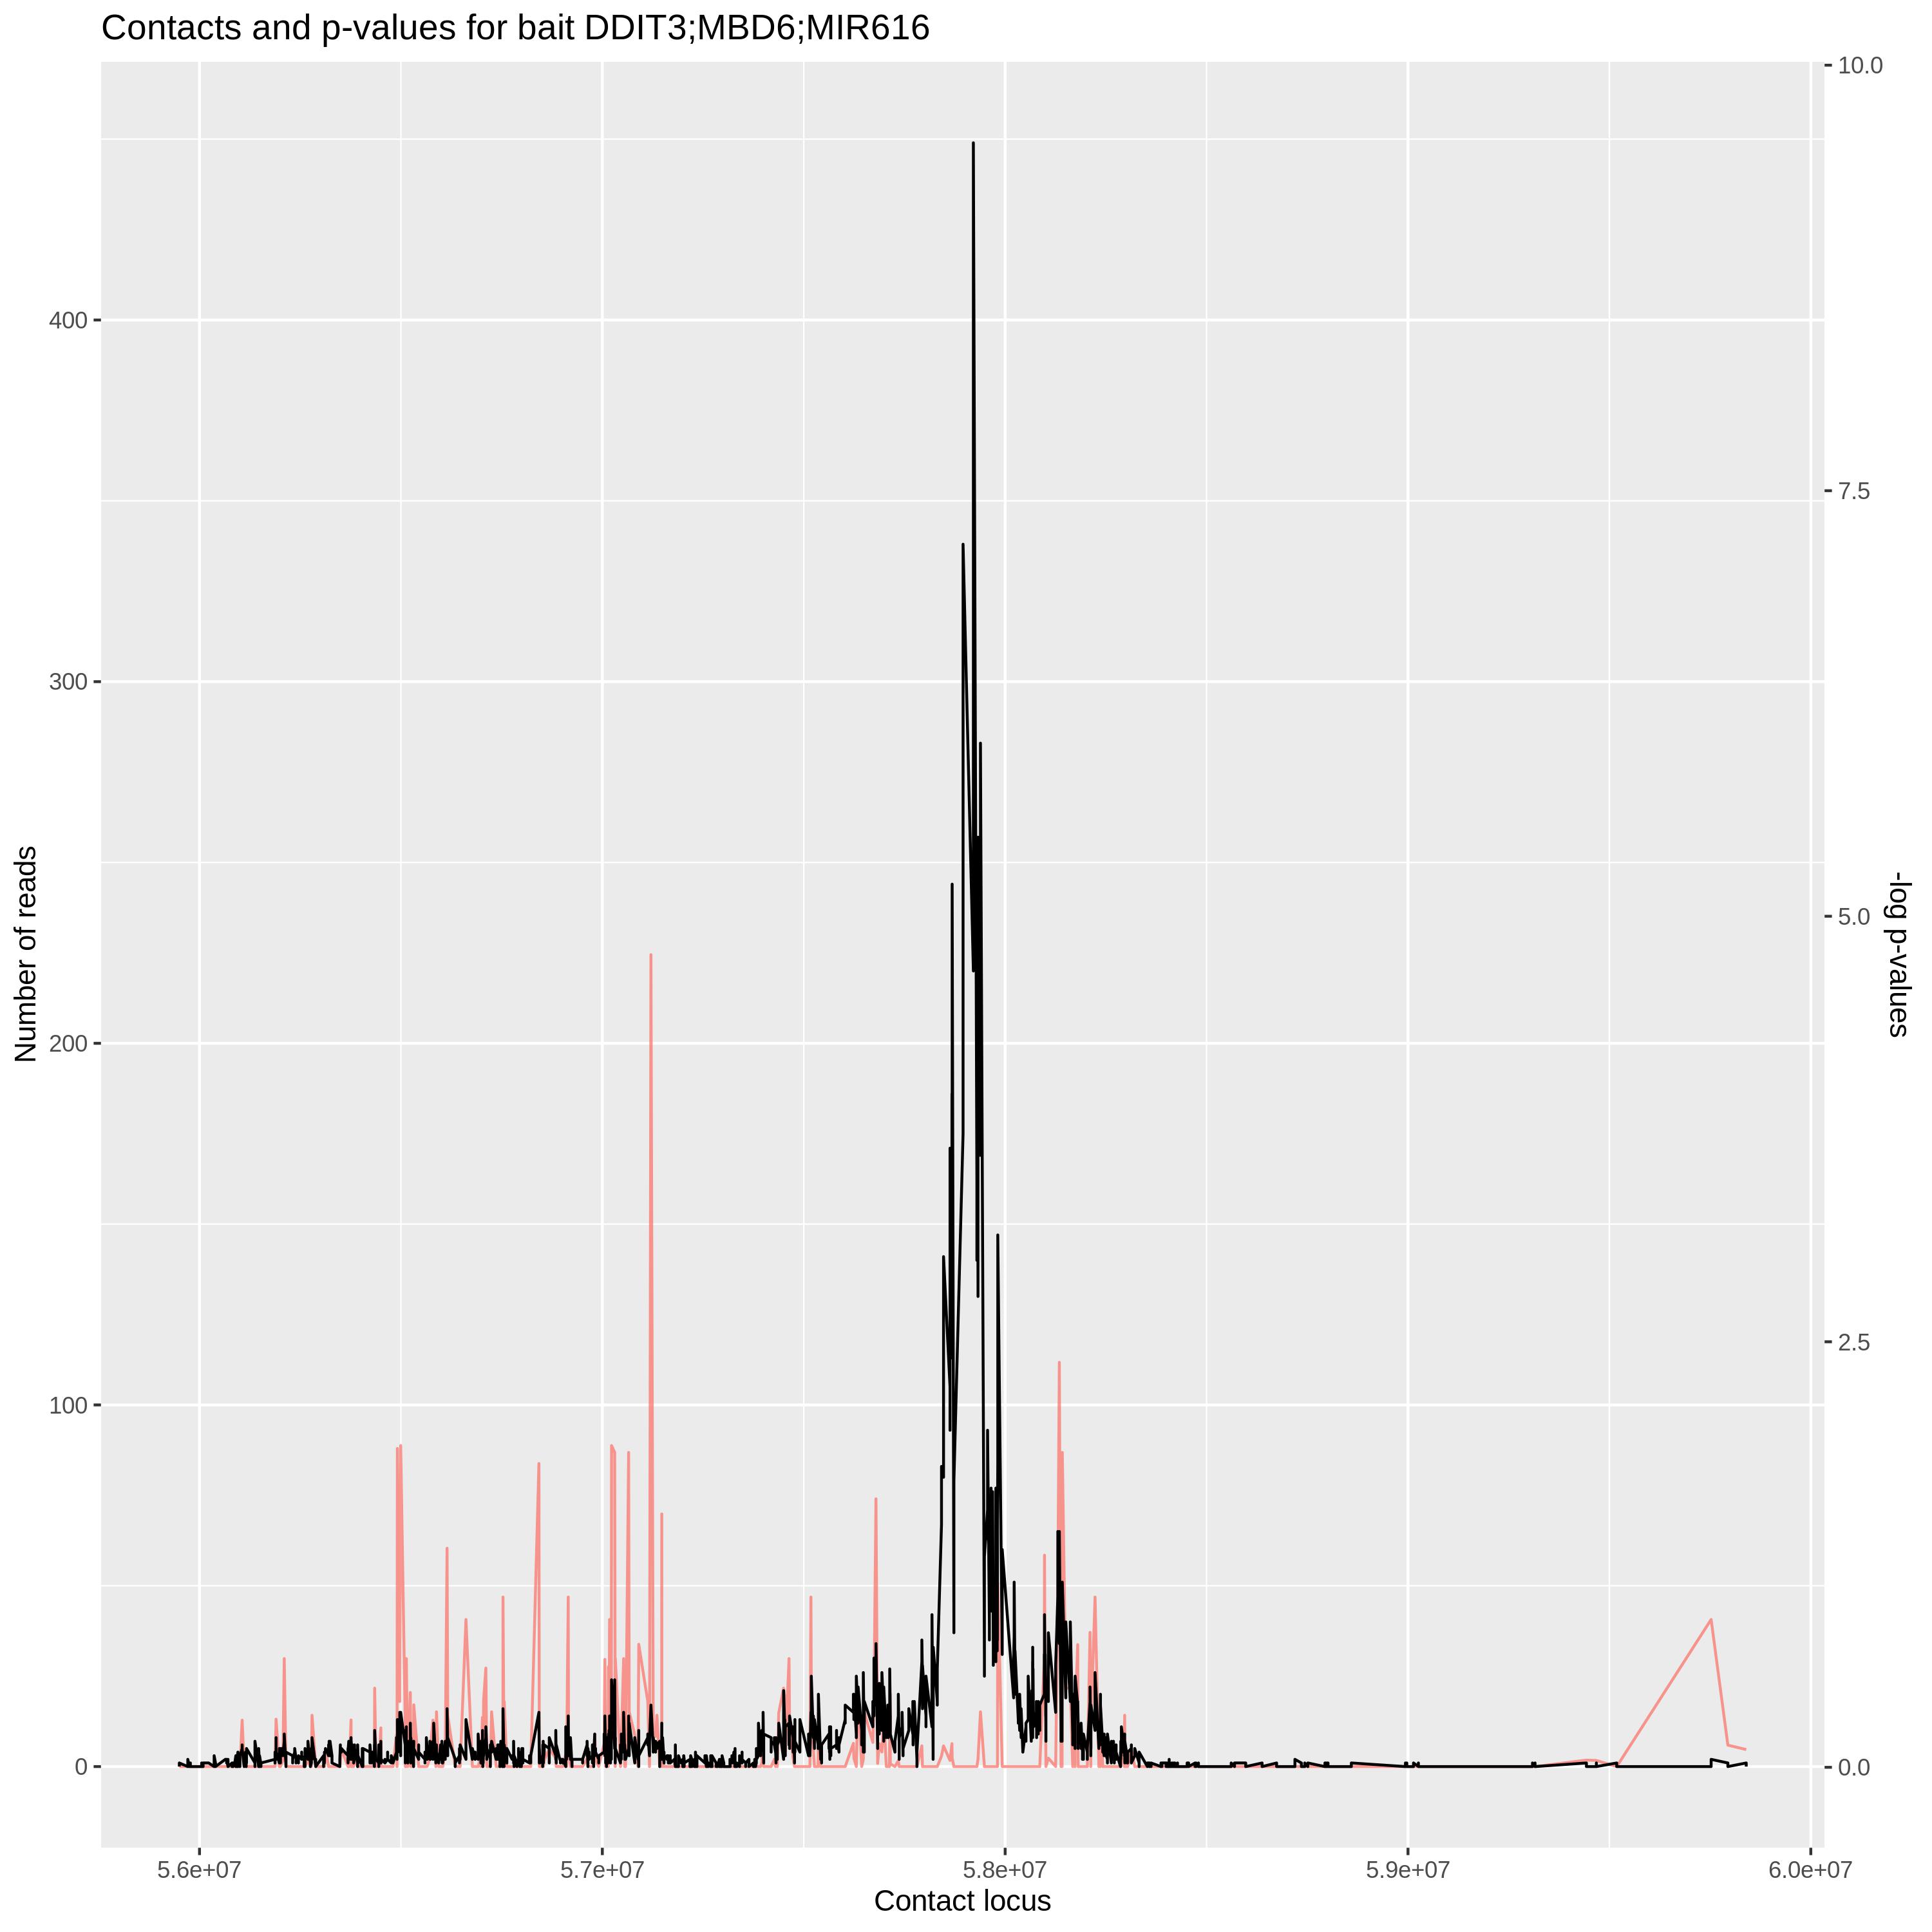 Contacts and p-values for bait DDIT3;MBD6;MIR616
10.0
400
7.5
300
Number of reads
5.0
-log p-values
200
2.5
100
0
0.0
5.6e+07 5.7e+07 5.8e+07 5.9e+07 6.0e+07
Contact locus